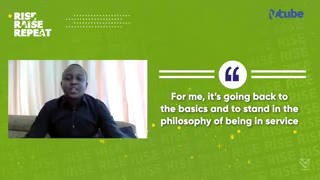 RISE
RAISE
REPEAT
“
For me, it's going back to
the basics and to stand in the
philosophy of being in service